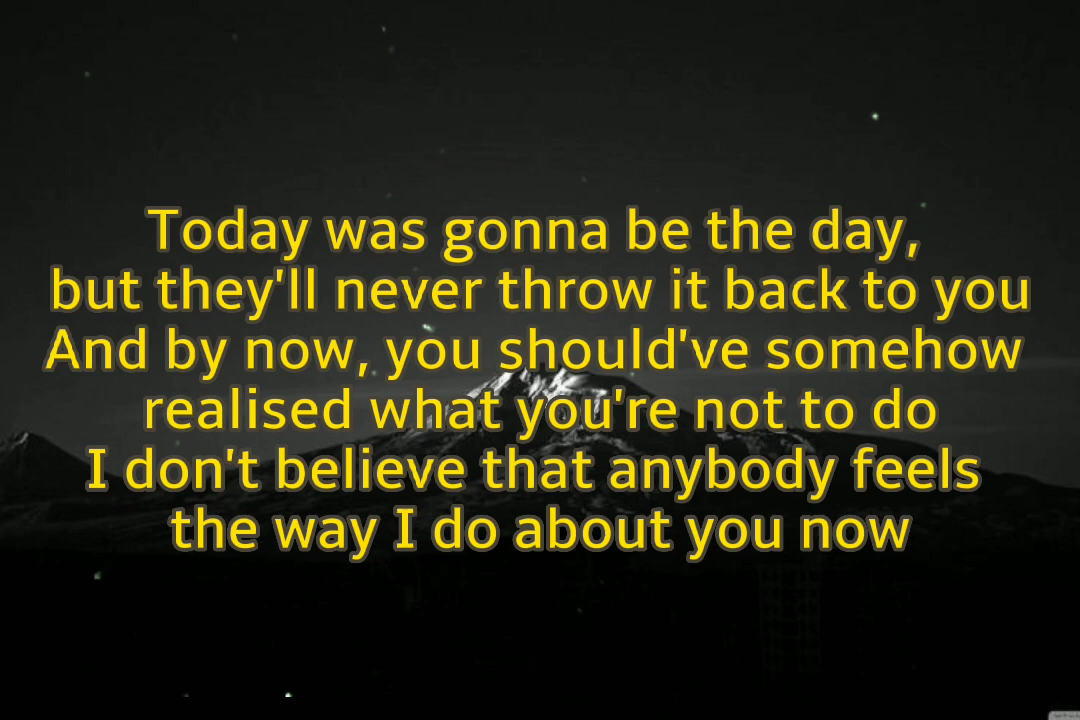 Today was gonna be the day,
but they'll never throw it back to you
And by now, you should've somehow
realised what you're not to do
I don't believe that anybody feels
the way I do about you now